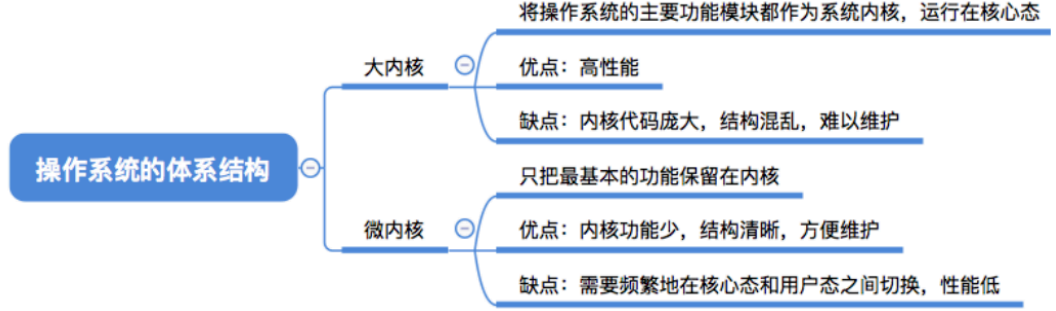 操作系统的体系结构
大内核
将操作系统的主要功能模块都作为系统内核，运行在核心态
优点：高性能
缺点：内核代码庞大，结构混乱，难以维护
微内核
只把最基本的功能保留在内核
优点：内核功能少，结构清晰，方便维护
缺点：需要频繁地在核心态和用户态之间切换，性能低